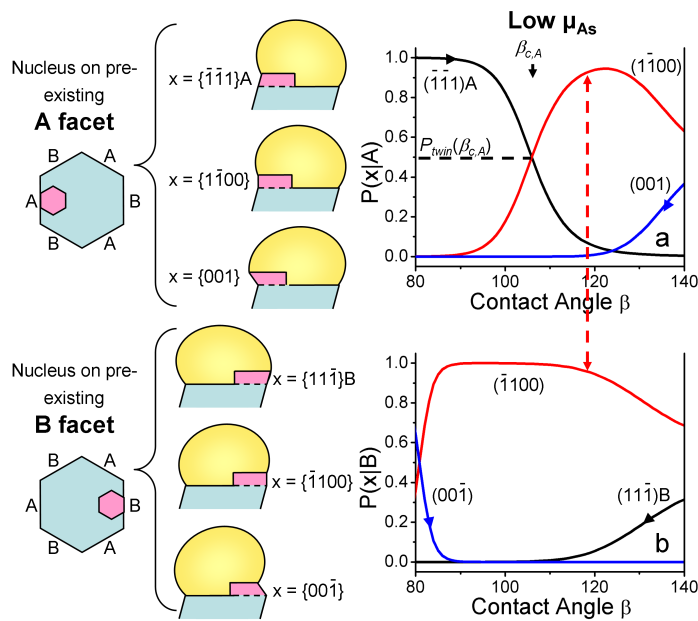 Nucleus on pre-
existing
A facet
B A
A B
B A
x = {1̄1̄1}A
x = {11̄00}
x = {001}
Low μAs
βc,A
(1̄1̄1)A
(11̄00)
Ptwin(βc,A)
(001)
a
P(x|A)
1.0
0.8
0.6
0.4
0.2
0.0
80 100 120 140
Contact Angle β
Nucleus on pre-
existing
B facet
B A
A B
B A
x = {111̄}B
x = {1̄100}
x = {001̄}
(1̄100)
(001̄)
(111̄)B
b
P(x|B)
1.0
0.8
0.6
0.4
0.2
0.0
80 100 120 140
Contact Angle β